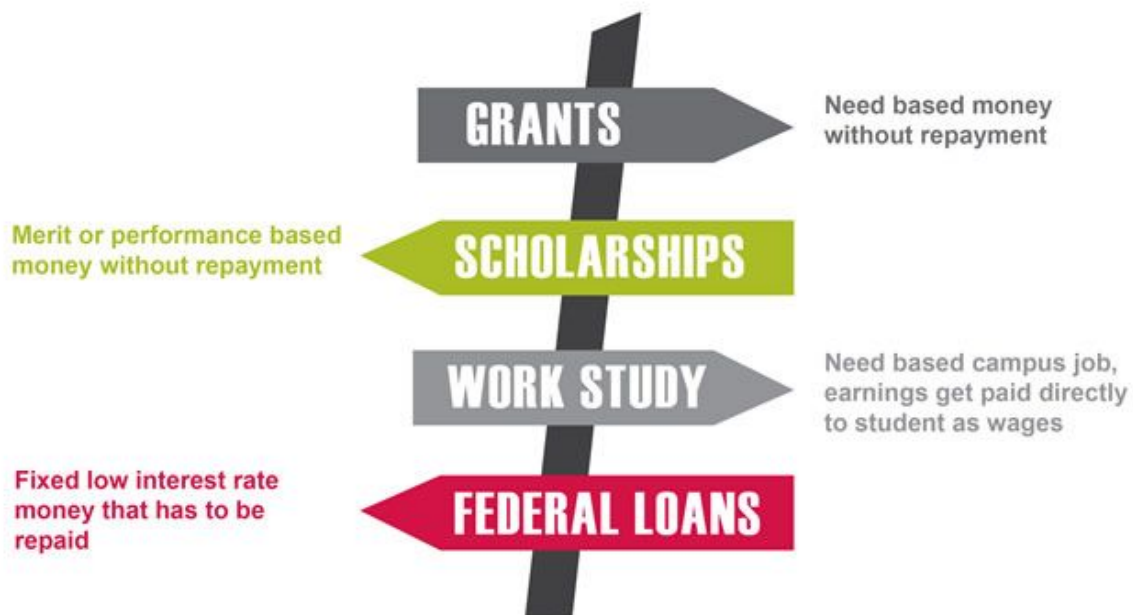 GRANTS
Need based money
without repayment
SCHOLARSHIPS
Merit or performance based
money without repayment
WORK STUDY
Need based campus job,
earnings get paid directly
to student as wages
FEDERAL LOANS
Fixed low interest rate
money that has to be
repaid